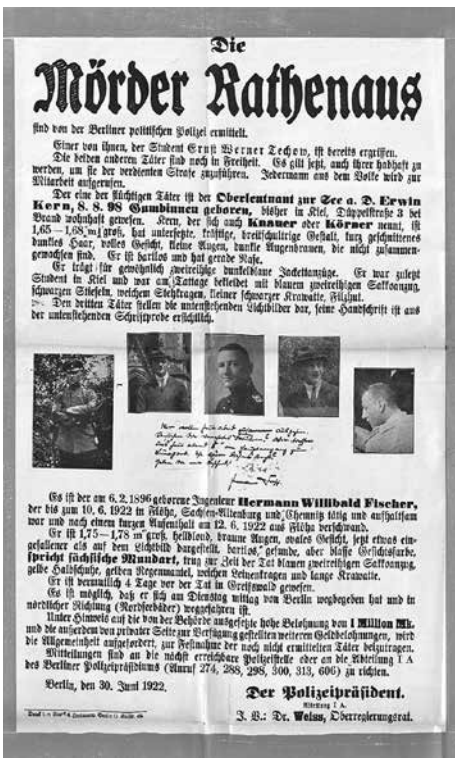 Die
Mörder Rathenaus
sind von der Berliner politischen Polizei ermittelt.
Einer von ihnen, der Student Ernst Werner Techow, ist bereits ergriffen.
Die beiden anderen Täter sind noch in Freiheit. Es gilt jetzt, auch ihrer habhaft zu
werden, um sie der verdienten Strafe zuzuführen. Jedermann aus dem Volke wird zur
Mitarbeit aufgerufen.
Der eine der flüchtigen Täter ist der Oberleutnant zur See a. D. Erwin
Kern, 8. 8. 98 Gumbinnen geboren, bisher in Kiel, Düppelstraße 3 bei
Brand wohnhaft gewesen. Kern, der sich auch Knauer oder Körner nennt, ist
1,65—1,68 m groß, hat untersetzte, kräftige, breitschultrige Gestalt, kurz geschnittenes
dunkles Haar, volles Gesicht, kleine Augen, dunkle Augenbrauen, die nicht zusammen-
gewachsen sind. Er ist bartlos und hat gerade Nase.
Er trägt für gewöhnlich zweireihige dunkelblaue Jackettanzüge. Er war zuletzt
Student in Kiel und war am Tattage bekleidet mit blauem zweireihigen Sakkoanzug,
schwarzen Stiefeln, weichem Stehkragen, kleiner schwarzer Krawatte, Filzhut.
Den dritten Täter stellen die untenstehenden Lichtbilder dar, seine Handschrift ist aus
der untenstehenden Schriftprobe ersichtlich.
Es ist der am 6. 2. 1896 geborene Ingenieur Hermann Willibald Fischer,
der bis zum 10. 6. 1922 in Flöha, Sachsen-Altenburg und Chemnitz tätig und aufhaltsam
war und nach einem kurzen Aufenthalt am 12. 6. 1922 aus Flöha verschwand.
Er ist 1,75—1,78 m groß, hellblond, braune Augen, ovales Gesicht, jetzt etwas ein-
gefallener als auf dem Lichtbild dargestellt, bartlos, gesunde, aber blasse Gesichtsfarbe,
spricht sächsische Mundart, trug zur Zeit der Tat blauen zweireihigen Sakkoanzug,
gelbe Halbschuhe, gelben Regenmantel, weichen Leinenkragen und lange Krawatte.
Er ist vermutlich 4 Tage vor der Tat in Greifswald gewesen.
Es ist möglich, daß er sich am Dienstag mittag von Berlin wegbegeben hat und in
nördlicher Richtung (Nordseebäder) weggefahren ist.
Unter Hinweis auf die von der Behörde ausgesetzte hohe Belohnung von 1 Million Mk.
und die außerdem von privater Seite zur Verfügung gestellten weiteren Geldbelohnungen, wird
die Allgemeinheit aufgefordert, zur Festnahme der noch nicht ermittelten Täter beizutragen.
Mitteilungen sind an die nächst erreichbare Polizeistelle oder an die Abteilung I A
des Berliner Polizeipräsidiums (Anruf 274, 288, 298, 300, 313, 606) zu richten.
Berlin, den 30. Juni 1922.
Der Polizeipräsident.
Abteilung I A.
J. V.: Dr. Weiss, Oberregierungsrat.